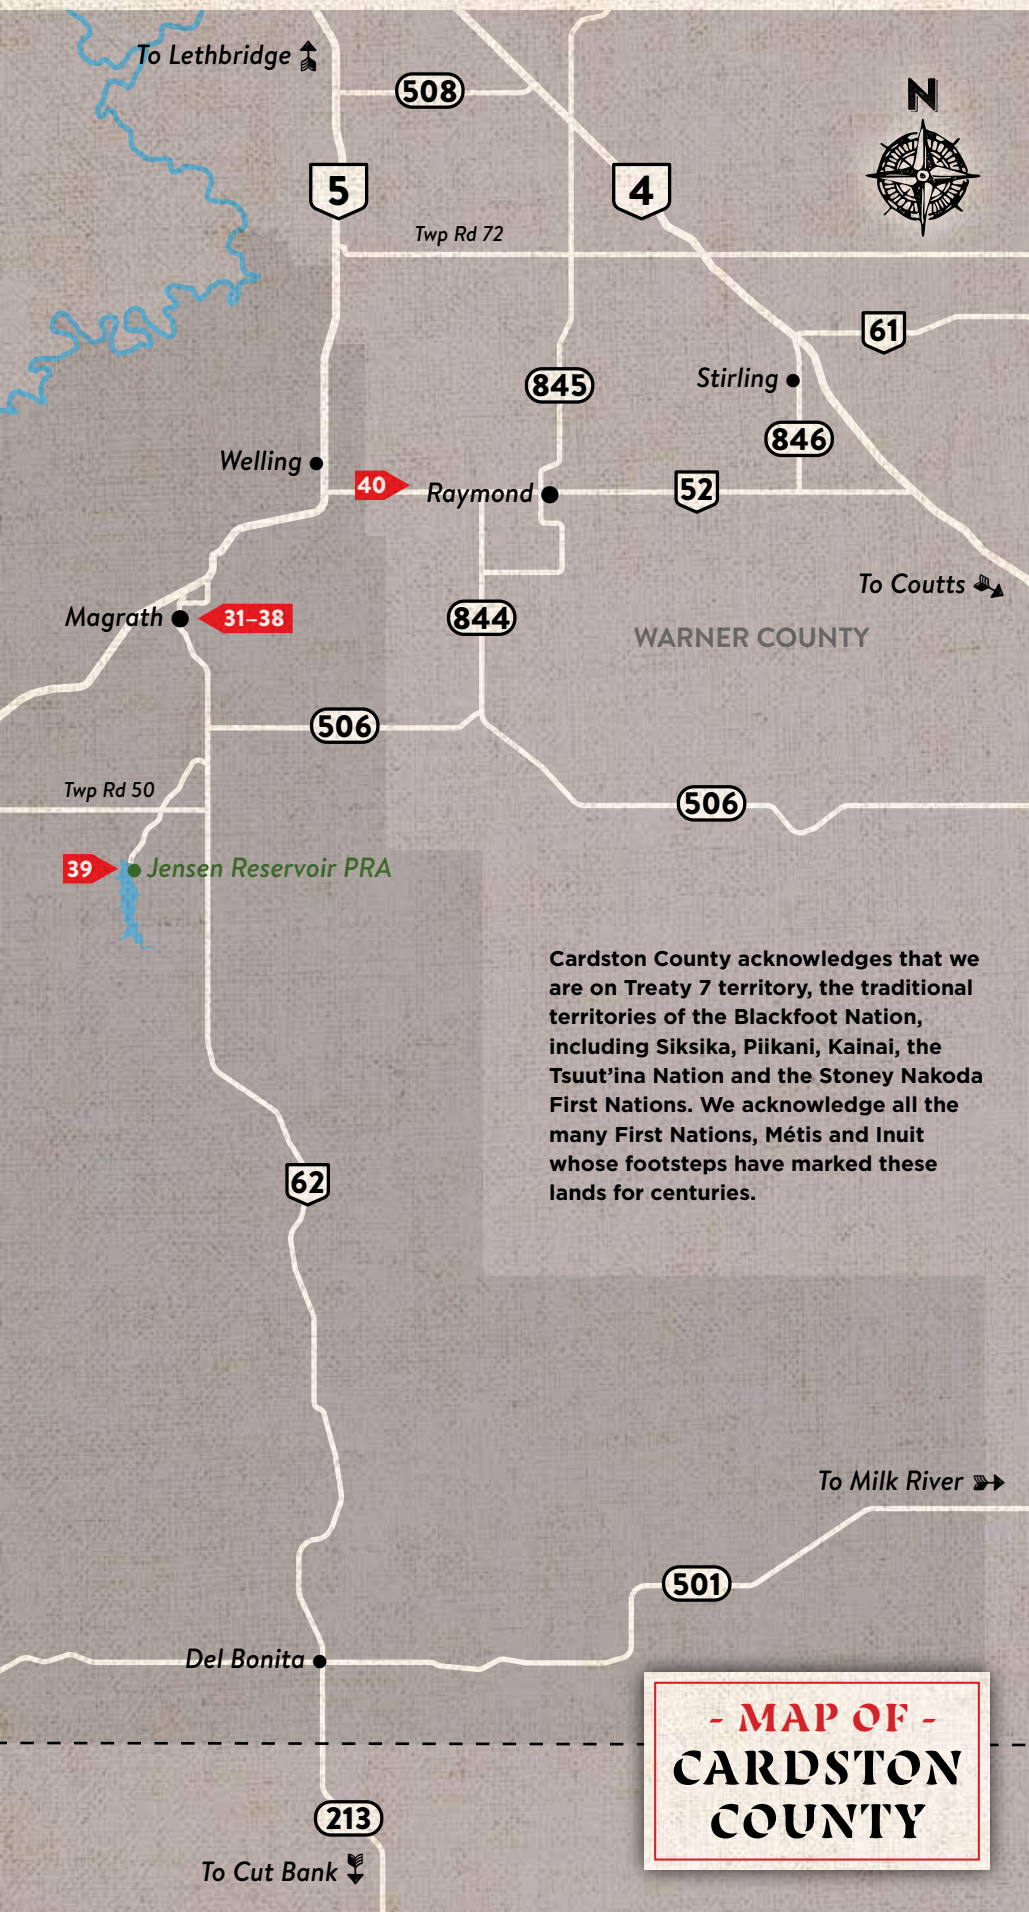 To Lethbridge
508
N
5
4
Twp Rd 72
61
845
Stirling
846
Welling
40
Raymond
52
To Coutts
Magrath
31–38
844
WARNER COUNTY
506
Twp Rd 50
506
39
Jensen Reservoir PRA
Cardston County acknowledges that we
are on Treaty 7 territory, the traditional
territories of the Blackfoot Nation,
including Siksika, Piikani, Kainai, the
Tsuut’ina Nation and the Stoney Nakoda
First Nations. We acknowledge all the
many First Nations, Métis and Inuit
whose footsteps have marked these
lands for centuries.
62
To Milk River
501
Del Bonita
- MAP OF -
CARDSTON
COUNTY
213
To Cut Bank